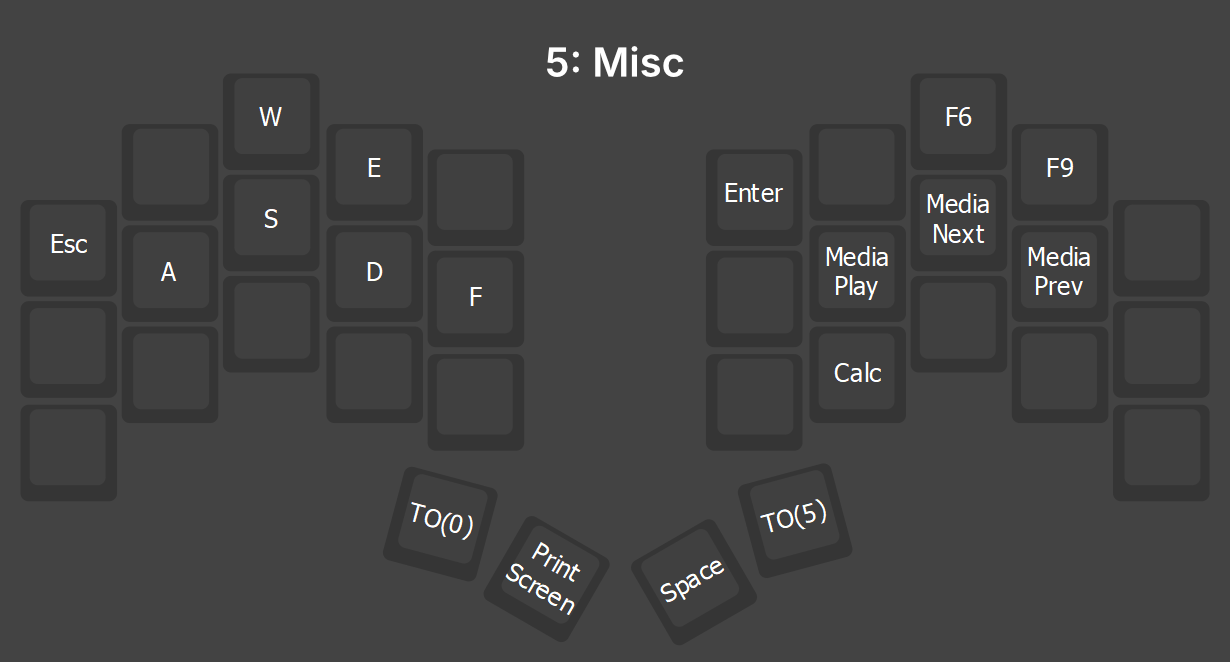 5: Misc
W
E
Esc
S
A
D
F
F6
F9
Enter
Media
Next
Media
Play
Media
Prev
Calc
TO(0)
Print
Screen
Space
TO(5)